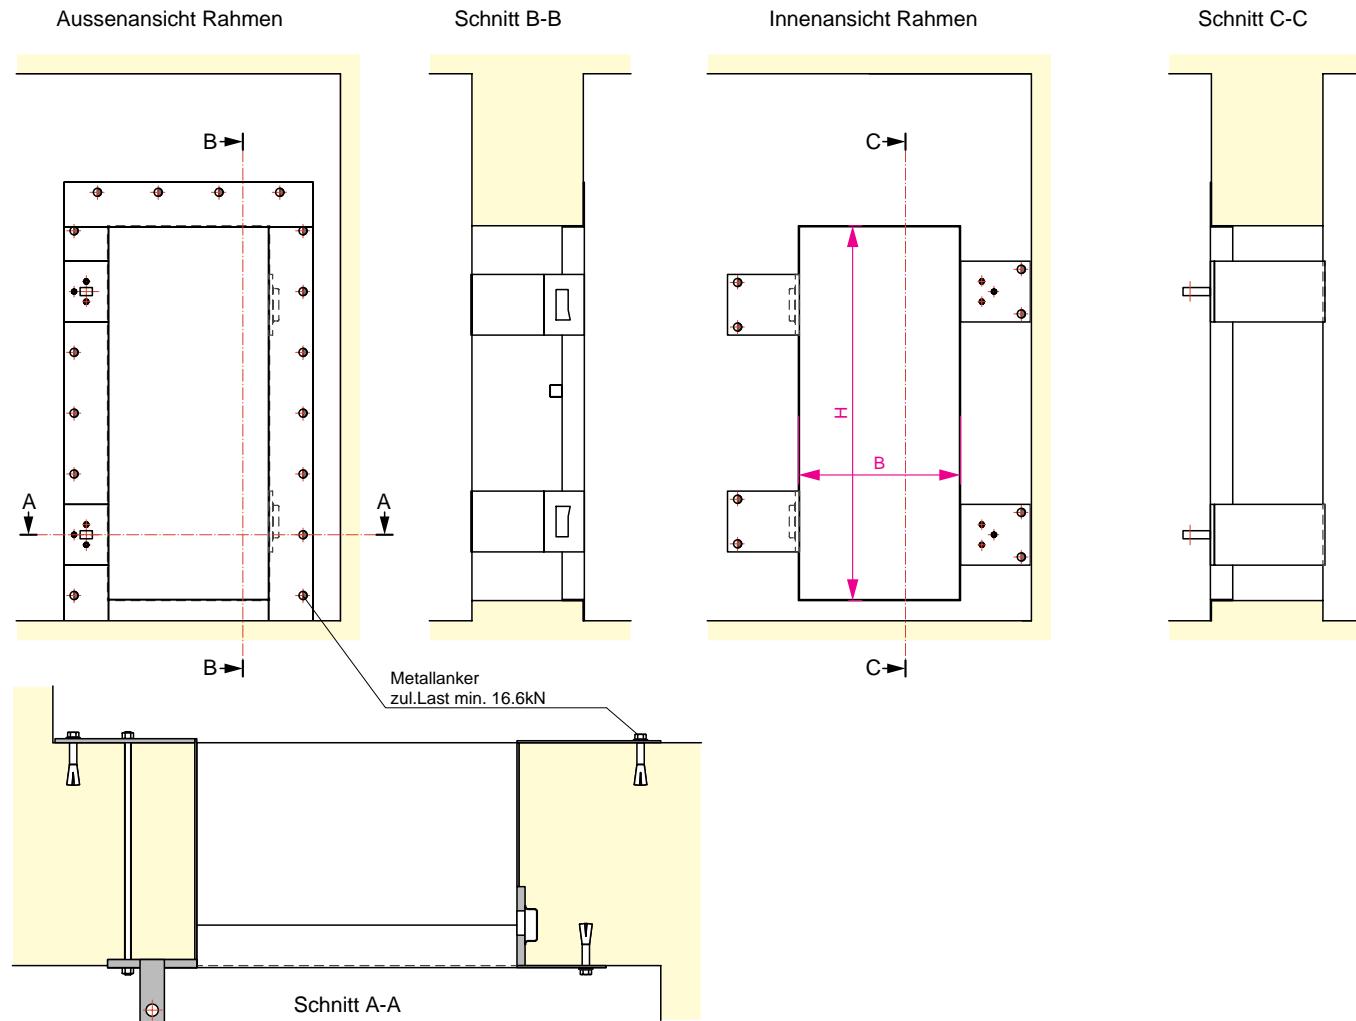 Aussenansicht Rahmen
Schnitt B-B
Innenansicht Rahmen
Schnitt C-C
B
C
H
B
A
A
B
C
Metallanker
zul.Last min. 16.6kN
Schnitt A-A